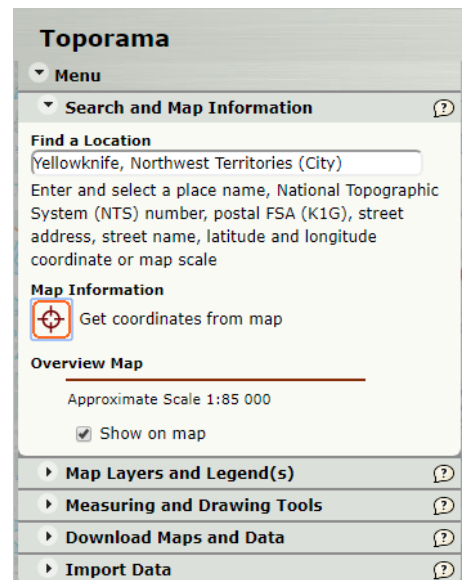 Toporama
Menu
Search and Map Information
Find a Location
Yellowknife, Northwest Territories (City)
Enter and select a place name, National Topographic
System (NTS) number, postal FSA (K1G), street
address, street name, latitude and longitude
coordinate or map scale
Map Information
Get coordinates from map
Overview Map
Approximate Scale 1:85 000
Show on map
Map Layers and Legend(s)
Measuring and Drawing Tools
Download Maps and Data
Import Data